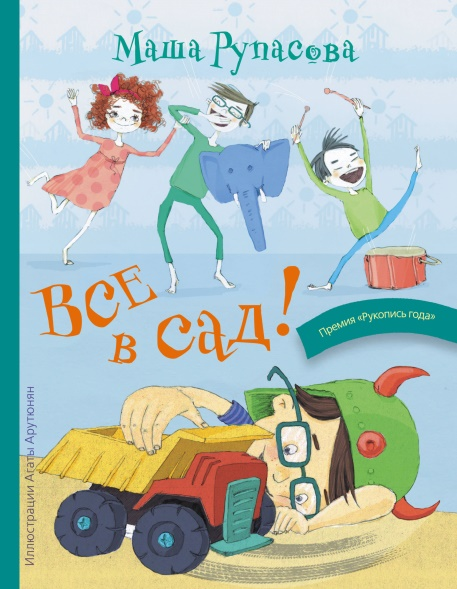 Маша Рупасова
Все
в сад!
Премия «Рукопись года»
Иллюстрации Агаты Арутюнян